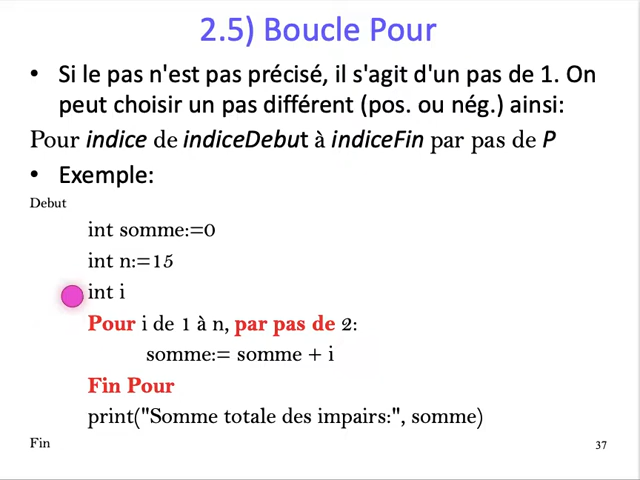 2.5) Boucle Pour
• Si le pas n'est pas précisé, il s'agit d'un pas de 1. On
peut choisir un pas différent (pos. ou nég.) ainsi:
Pour indice de indiceDebut à indiceFin par pas de P
• Exemple:
Debut
int somme:=0
int n:=15
int i
Pour i de 1 à n, par pas de 2:
somme:= somme + i
Fin Pour
print("Somme totale des impairs:", somme)
Fin
37